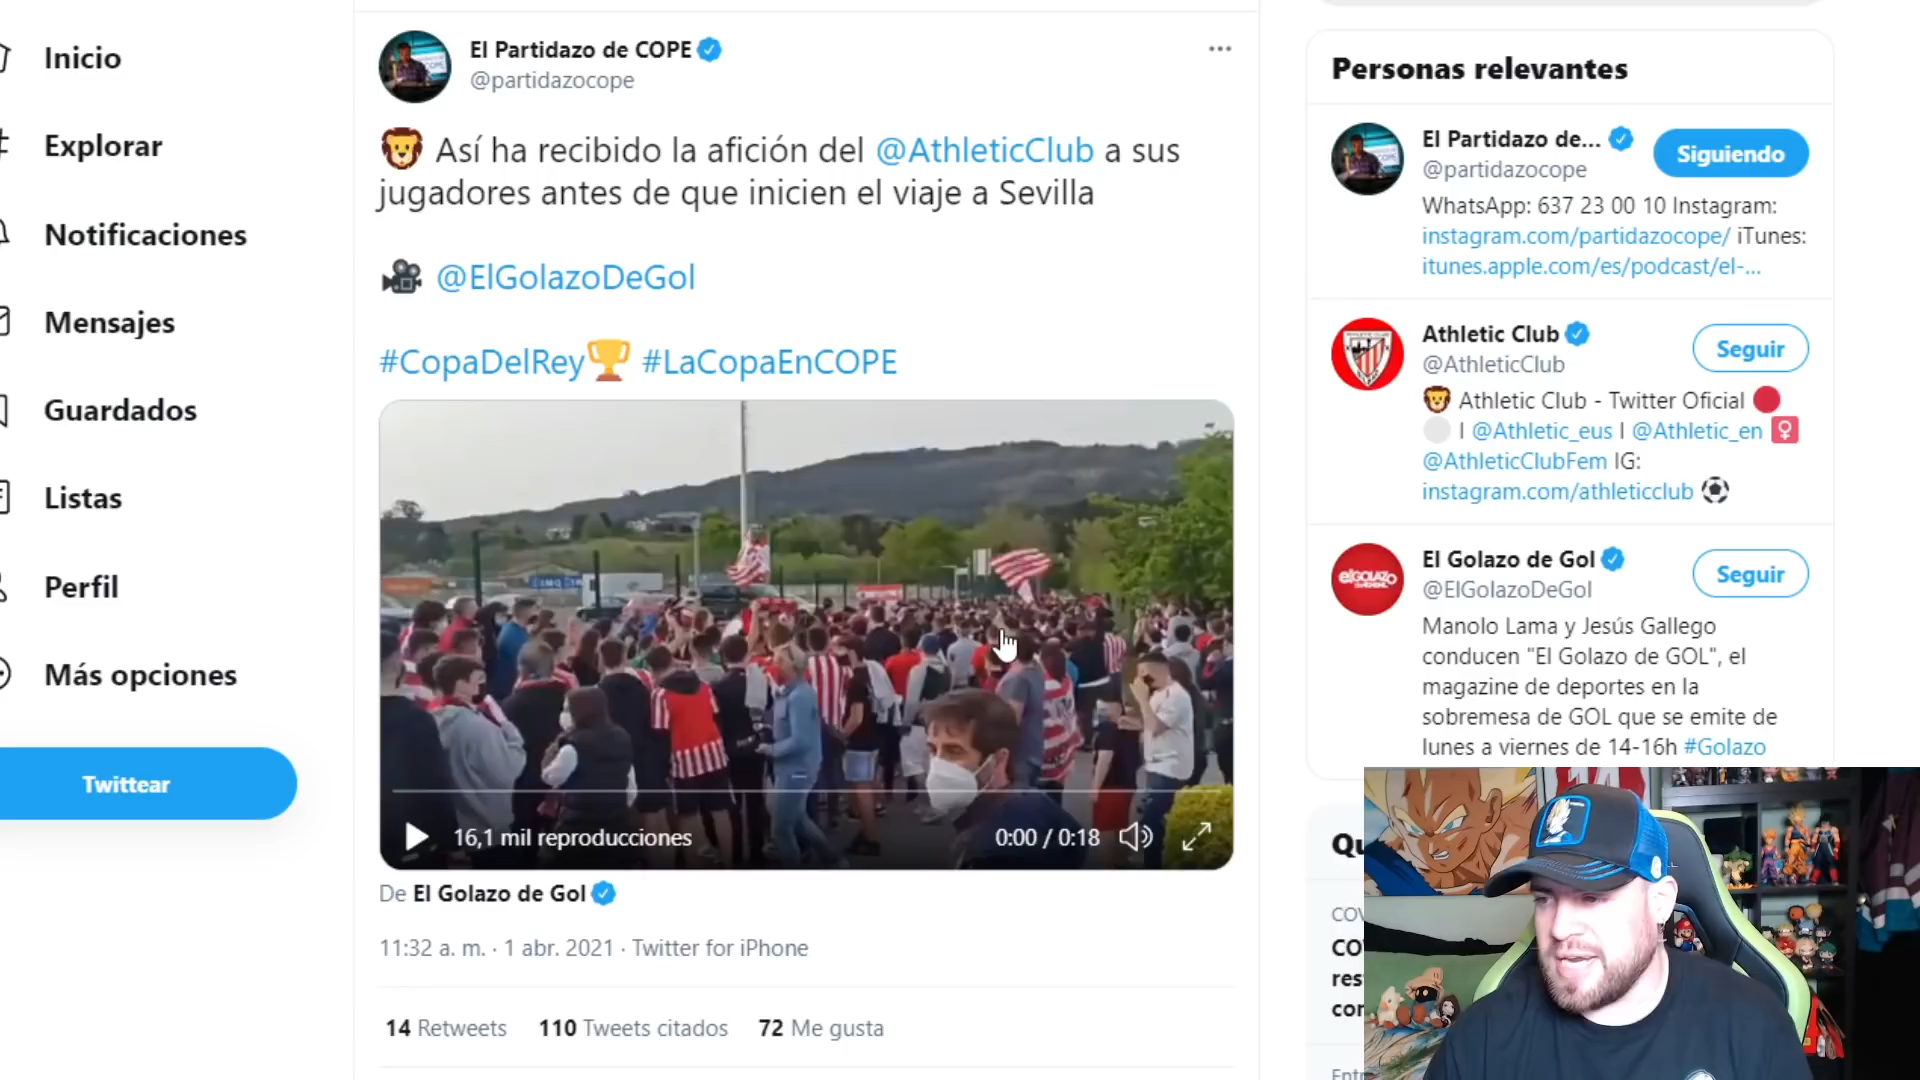 Inicio
Explorar
Notificaciones
Mensajes
Guardados
Listas
Perfil
Más opciones
Twittear
El Partidazo de COPE
@partidazocope
Así ha recibido la afición del @AthleticClub a sus
jugadores antes de que inicien el viaje a Sevilla
@ElGolazoDeGol
#CopaDelRey #LaCopaEnCOPE
16,1 mil reproducciones
0:00 / 0:18
De El Golazo de Gol
11:32 a. m. · 1 abr. 2021 · Twitter for iPhone
14 Retweets 110 Tweets citados 72 Me gusta
Personas relevantes
El Partidazo de...
Siguiendo
@partidazocope
WhatsApp: 637 23 00 10 Instagram:
instagram.com/partidazocope/ iTunes:
itunes.apple.com/es/podcast/el-...
Athletic Club
Seguir
@AthleticClub
Athletic Club - Twitter Oficial
| @Athletic_eus | @Athletic_en
@AthleticClubFem IG:
instagram.com/athleticclub
El Golazo de Gol
Seguir
@ElGolazoDeGol
Manolo Lama y Jesús Gallego
conducen "El Golazo de GOL", el
magazine de deportes en la
sobremesa de GOL que se emite de
lunes a viernes de 14-16h #Golazo